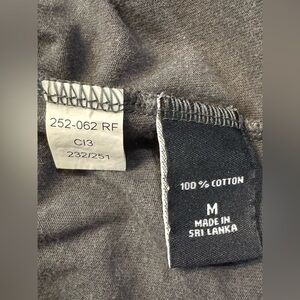 252-062 RF
CI3
232/251
100 % COTTON
M
MADE IN
SRI LANKA